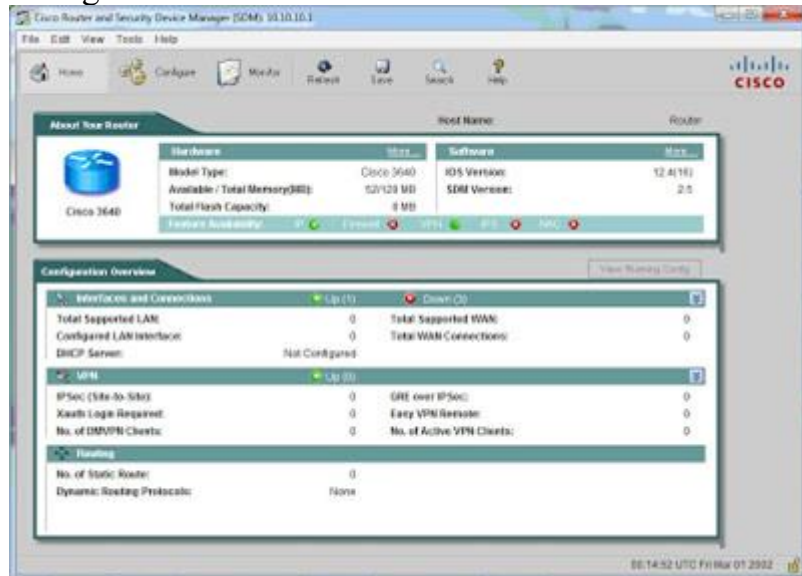 Cisco Router and Security Device Manager (SDM): 10.10.10.1
File Edit View Tools Help
Home Configure Monitor Refresh Save Search Help
CISCO
About Your Router Host Name: Router
Hardware More... Software More...
Model Type: Cisco 3640 IOS Version: 12.4(16)
Available / Total Memory(MB): 52/128 MB SDM Version: 2.5
Total Flash Capacity: 8 MB
Cisco 3640
Feature Availability: IP Firewall VPN IPS NAC
Configuration Overview View Running Config
Interfaces and Connections Up (1) Down (3)
Total Supported LAN: 0 Total Supported WAN: 0
Configured LAN Interface: 0 Total WAN Connections: 0
DHCP Server: Not Configured
VPN Up (0)
IPSec (Site-to-Site): 0 GRE over IPSec: 0
Xauth Login Required: 0 Easy VPN Remote: 0
No. of DMVPN Clients: 0 No. of Active VPN Clients: 0
Routing
No. of Static Route: 0
Dynamic Routing Protocols: None
00:14:52 UTC Fri Mar 01 2002